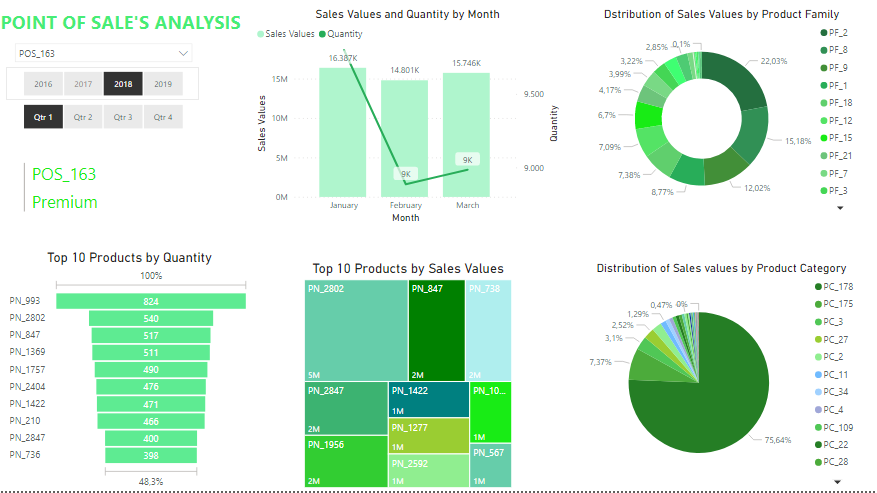 POINT OF SALE'S ANALYSIS
POS_163
2016 2017 2018 2019
Qtr 1 Qtr 2 Qtr 3 Qtr 4
POS_163
Premium
Sales Values and Quantity by Month
Sales Values Quantity
15M
10M
5M
0M
Sales Values
16.387K
14.801K
15.746K
9K
9K
9.500
9.000
Quantity
January February March
Month
Dstribution of Sales Values by Product Family
22,03%
15,18%
12,02%
8,77%
7,38%
7,09%
6,7%
4,17%
3,99%
3,22%
2,85%
0,1%
PF_2
PF_8
PF_9
PF_1
PF_18
PF_12
PF_15
PF_21
PF_7
PF_3
Top 10 Products by Quantity
100%
PN_993 824
PN_2802 540
PN_847 517
PN_1369 511
PN_1757 490
PN_2404 476
PN_1422 471
PN_210 466
PN_2847 400
PN_736 398
48,3%
Top 10 Products by Sales Values
PN_2802
5M
PN_847
2M
PN_738
2M
PN_2847
2M
PN_1956
2M
PN_1422
1M
PN_1277
1M
PN_2592
1M
PN_10...
1M
PN_567
1M
Distribution of Sales values by Product Category
75,64%
7,37%
3,1%
2,52%
1,29%
0,47%
0%
PC_178
PC_175
PC_3
PC_27
PC_2
PC_11
PC_34
PC_4
PC_109
PC_22
PC_28